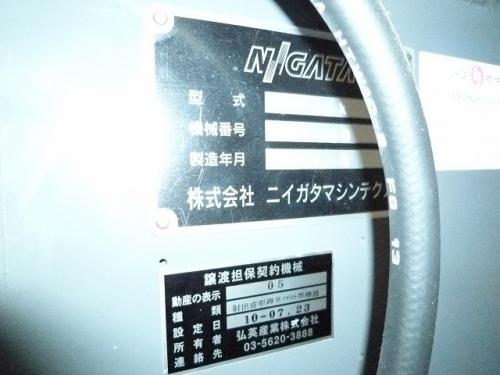 NIIGATA
型式
機械番号
製造年月
株式会社 ニイガタマシンテク
譲渡担保契約機械
動産の表示 05
種類
設定日 10-07.23
所有者 弘英産業株式会社
連絡先 03-5620-3888